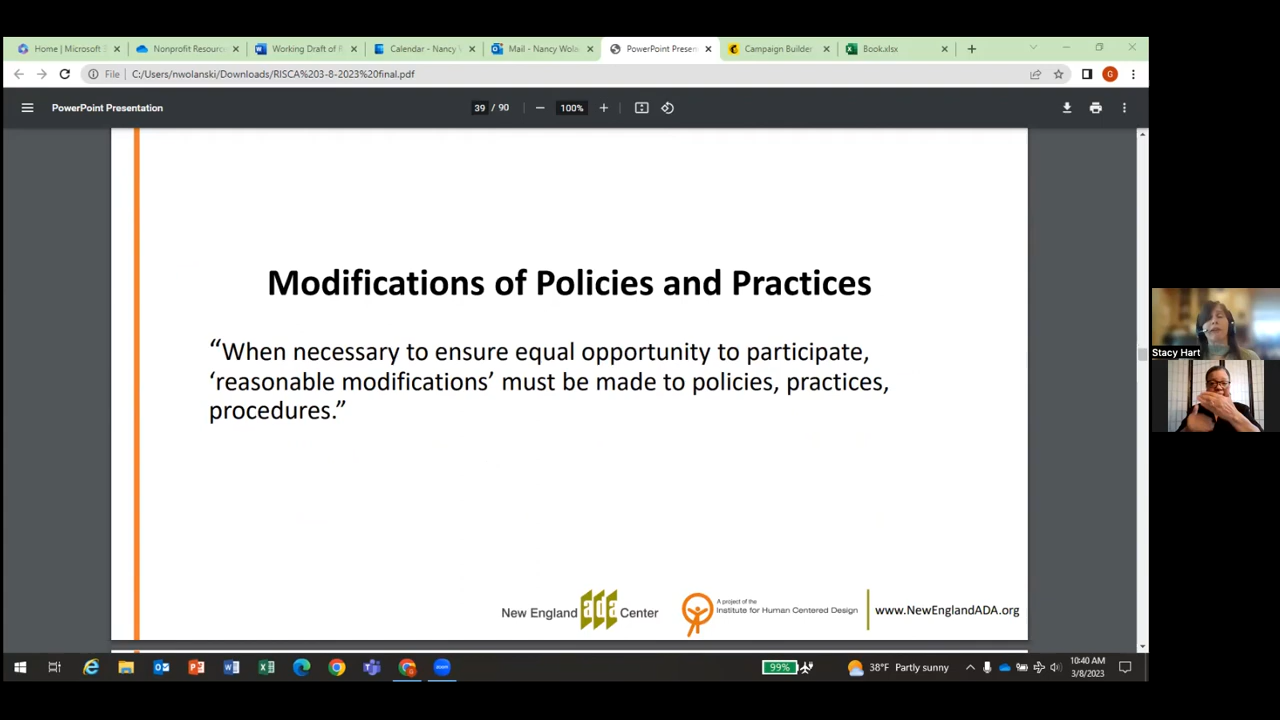 Home | Microsoft
Nonprofit Resourc
Working Draft of R
Calendar - Nancy
Mail - Nancy Wola
PowerPoint Presen
Campaign Builder
Book.xlsx
File
C:/Users/nwolanski/Downloads/RISCA%203-8-2023%20final.pdf
G
PowerPoint Presentation
39 / 90
100%
Modifications of Policies and Practices
“When necessary to ensure equal opportunity to participate,
‘reasonable modifications’ must be made to policies, practices,
procedures.”
New England ada Center
A project of the
Institute for Human Centered Design
www.NewEnglandADA.org
Stacy Hart
99%
38°F Partly sunny
10:40 AM
3/8/2023